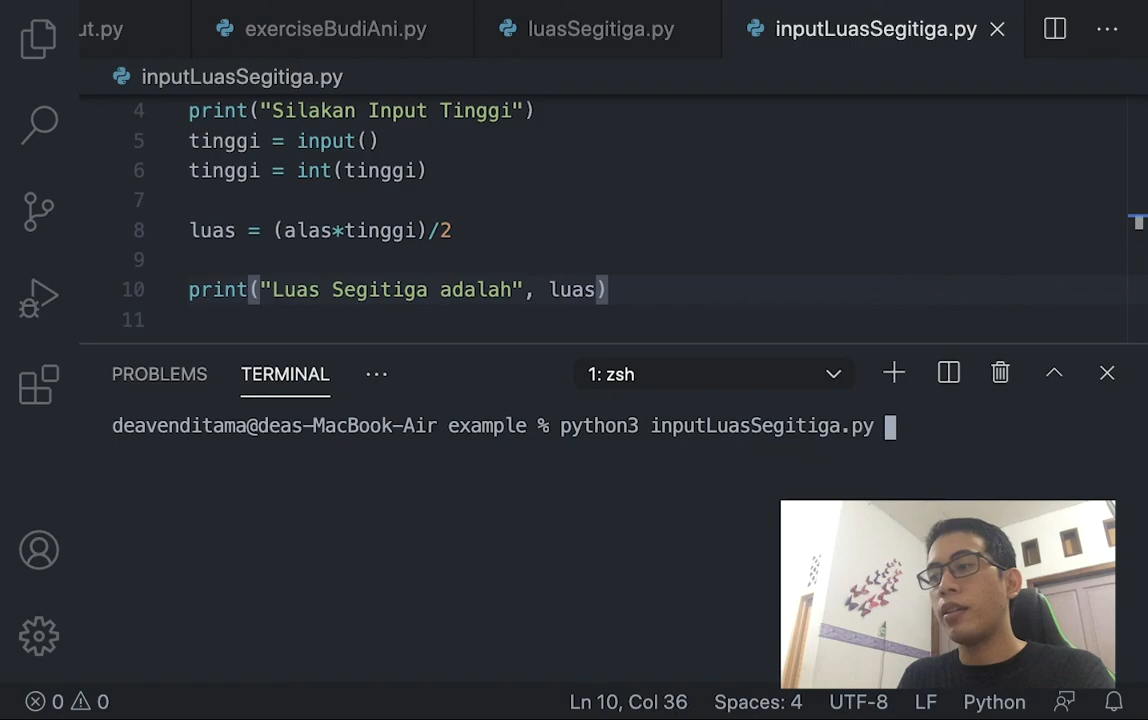 ut.py
exerciseBudiAni.py
luasSegitiga.py
inputLuasSegitiga.py
inputLuasSegitiga.py
4 print("Silakan Input Tinggi")
5 tinggi = input()
6 tinggi = int(tinggi)
7
8 luas = (alas*tinggi)/2
9
10 print("Luas Segitiga adalah", luas)
11
PROBLEMS TERMINAL ... 1: zsh
deavenditama@deas-MacBook-Air example % python3 inputLuasSegitiga.py
0 0 Ln 10, Col 36 Spaces: 4 UTF-8 LF Python